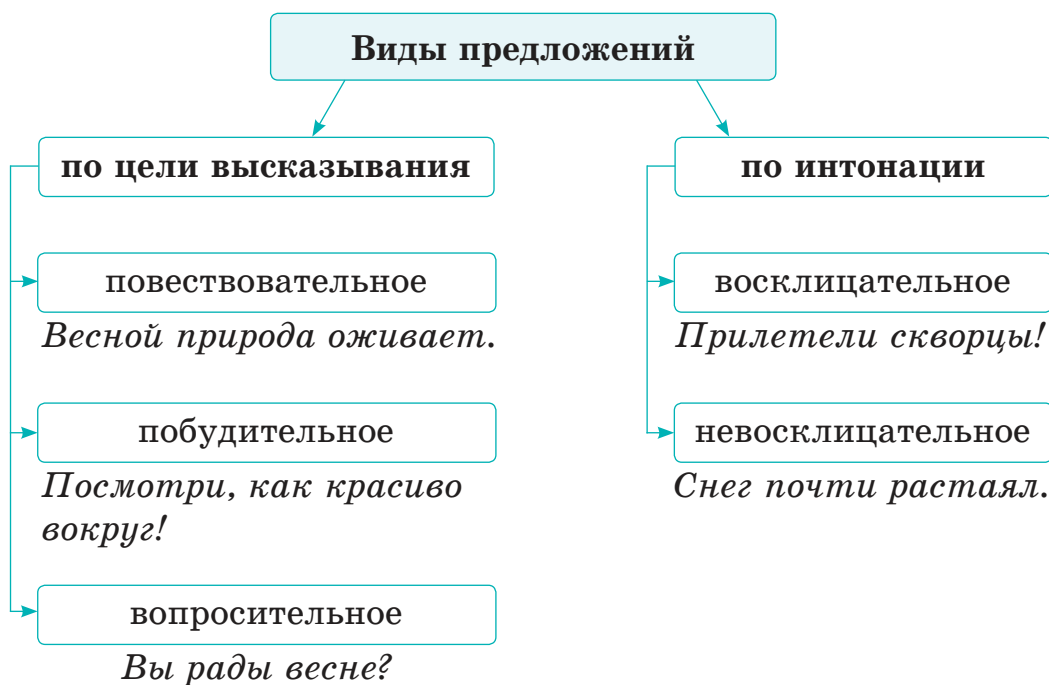 Виды предложений
по цели высказывания
повествовательное
Весной природа оживает.
побудительное
Посмотри, как красиво
вокруг!
вопросительное
Вы рады весне?
по интонации
восклицательное
Прилетели скворцы!
невосклицательное
Снег почти растаял.